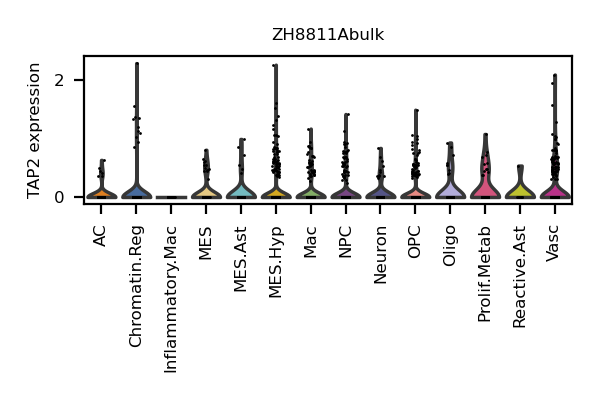 ZH8811Abulk
TAP2 expression
2
0
AC
Chromatin.Reg
Inflammatory.Mac
MES
MES.Ast
MES.Hyp
Mac
NPC
Neuron
OPC
Oligo
Prolif.Metab
Reactive.Ast
Vasc